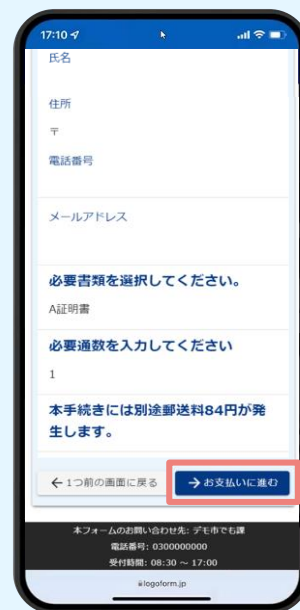 17:10
氏名
住所
〒
電話番号
メールアドレス
必要書類を選択してください。
A証明書
必要通数を入力してください
1
本手続きには別途郵送料84円が発
生します。
← 1つ前の画面に戻る
→ お支払いに進む
本フォームのお問い合わせ先: デモ市でも課
電話番号: 0300000000
受付時間: 08:30 ～ 17:00
logoform.jp